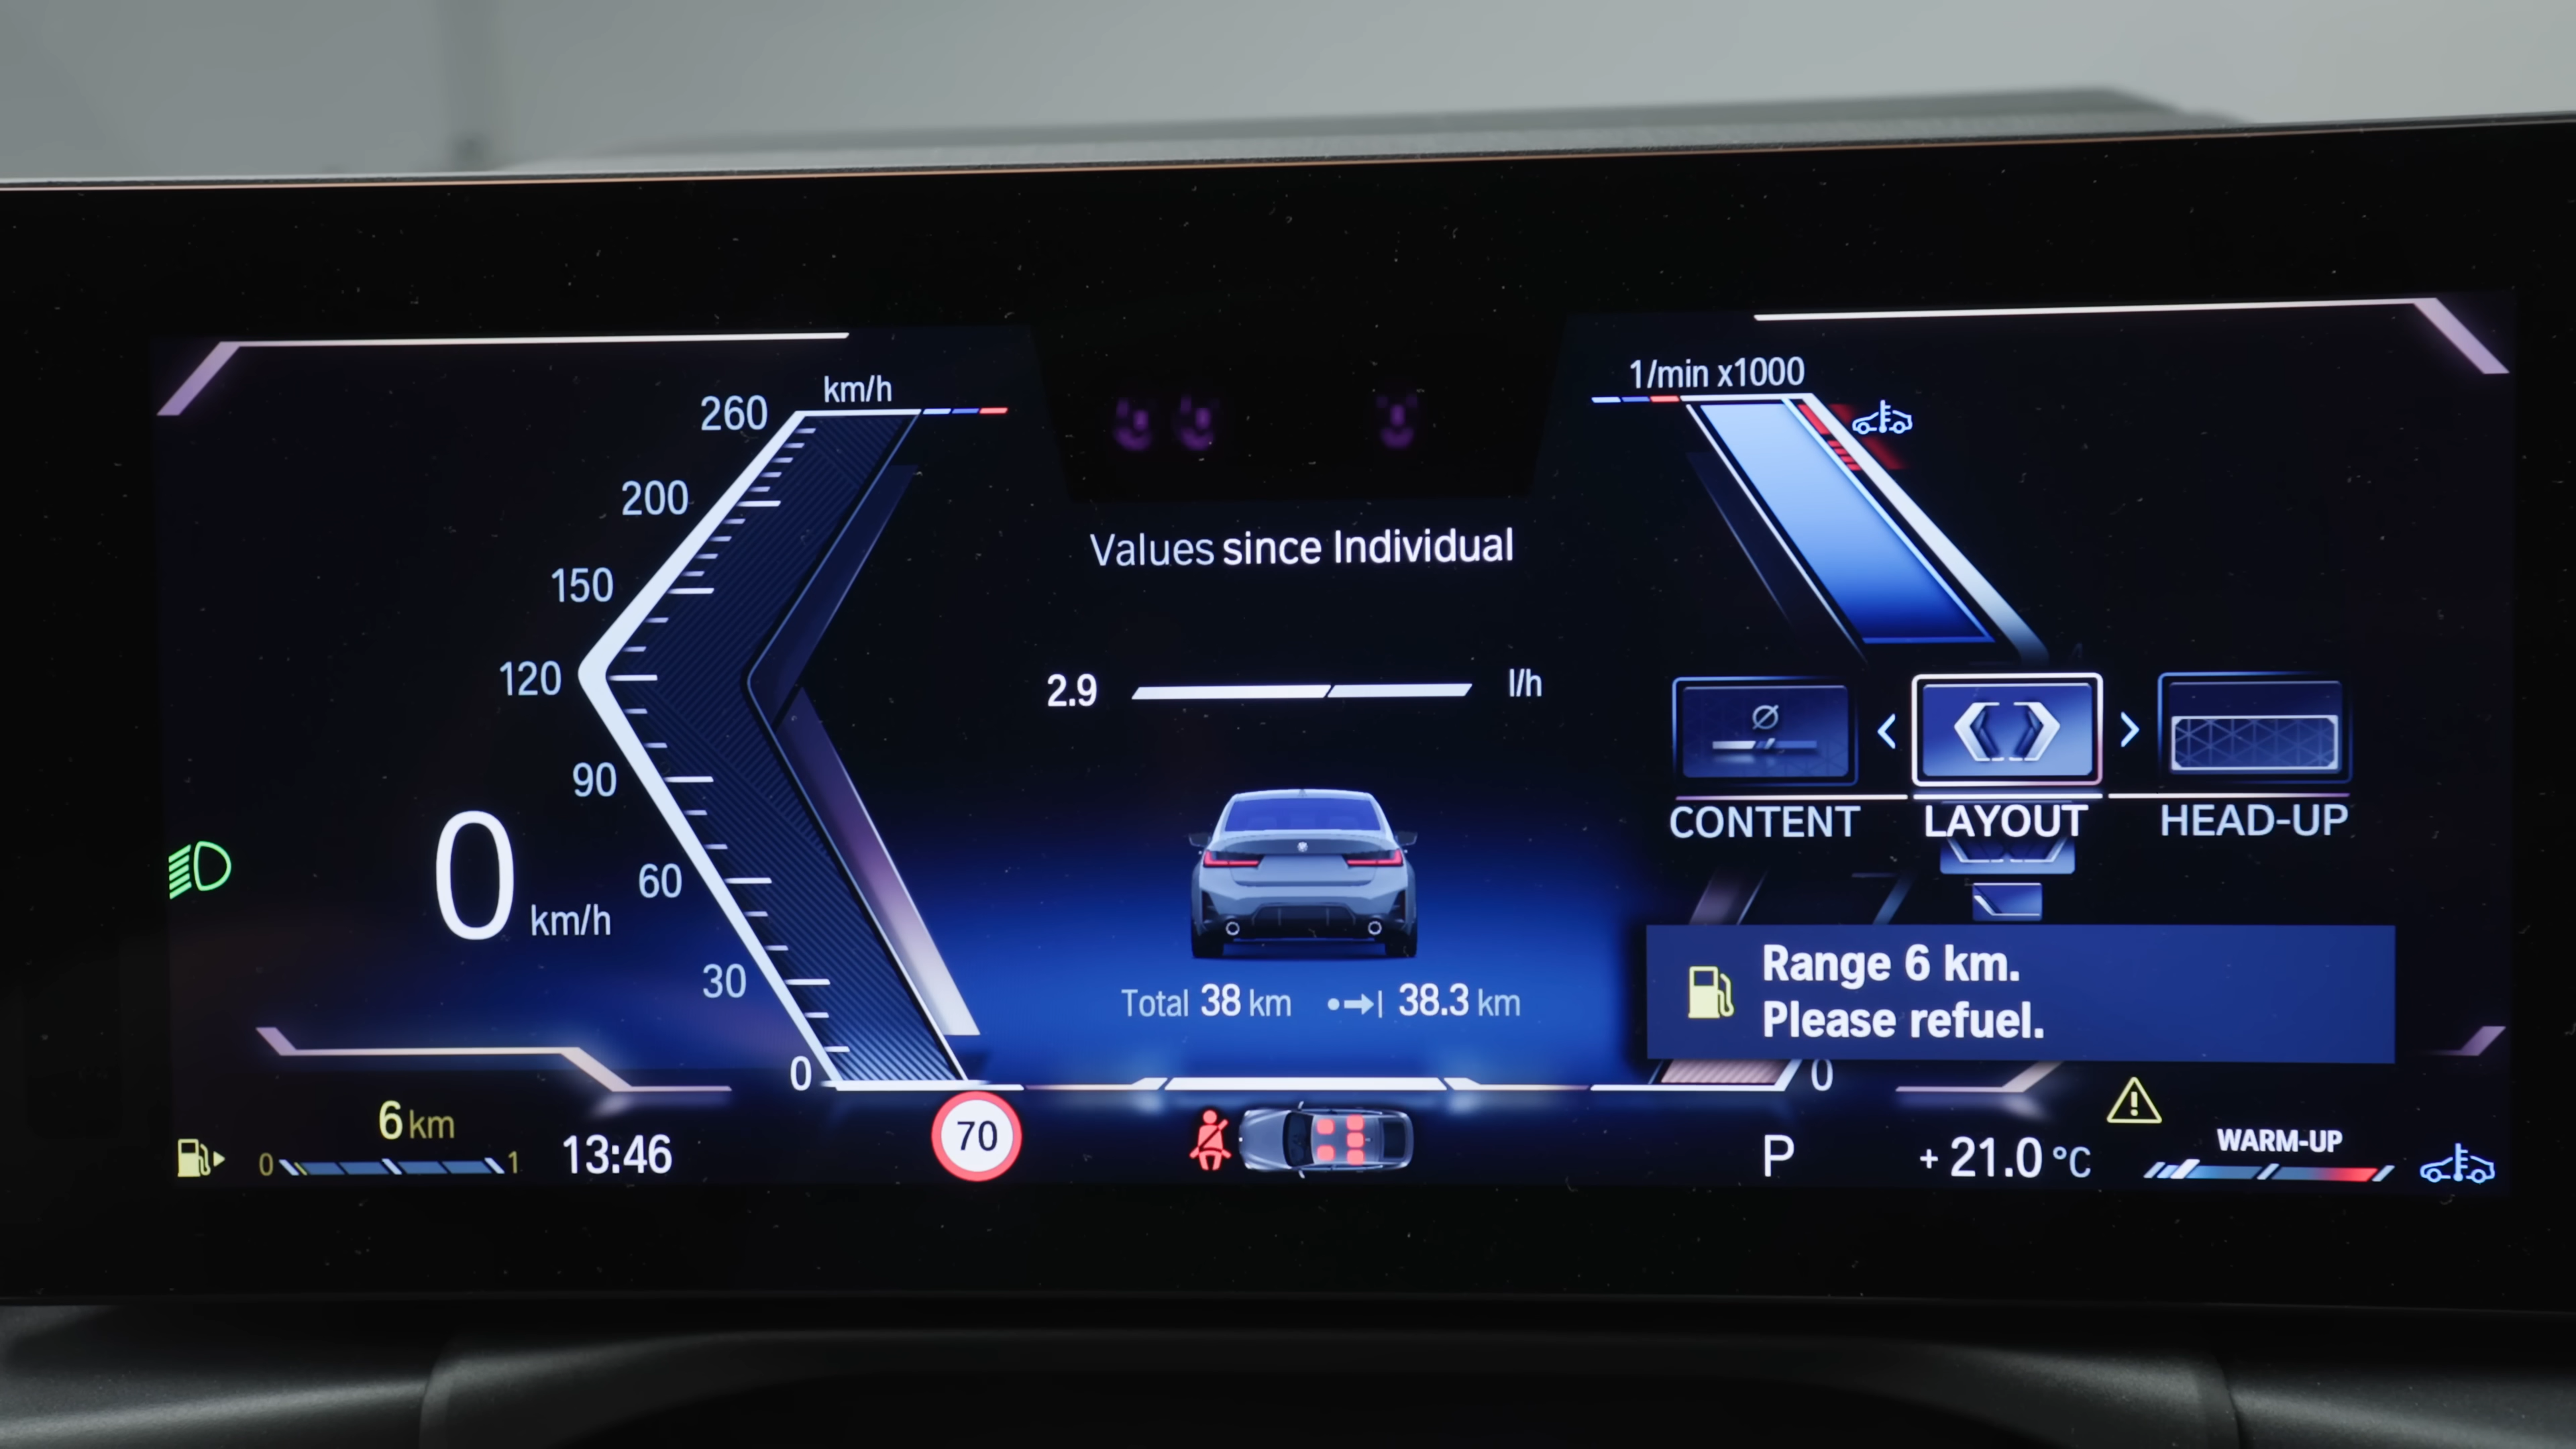 km/h
260
200
150
120
90
60
30
0
0 km/h
1/min x1000
Values since Individual
2.9 l/h
CONTENT
LAYOUT
HEAD-UP
Total 38 km 38.3 km
Range 6 km.
Please refuel.
0
6 km
0 1
13:46
70
P
+ 21.0 °C
WARM-UP